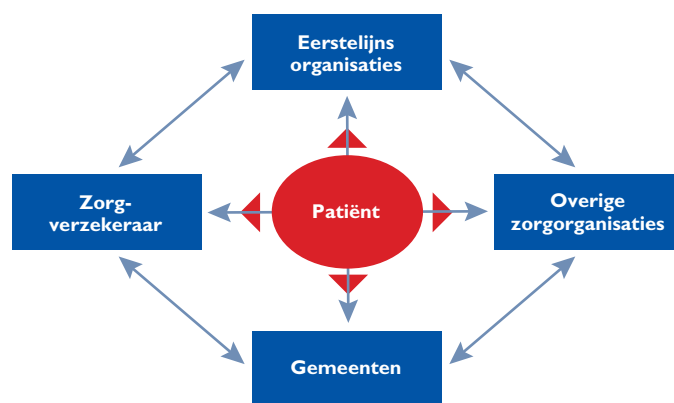 Eerstelijns
organisaties
Zorg-
verzekeraar
Patiënt
Overige
zorgorganisaties
Gemeenten